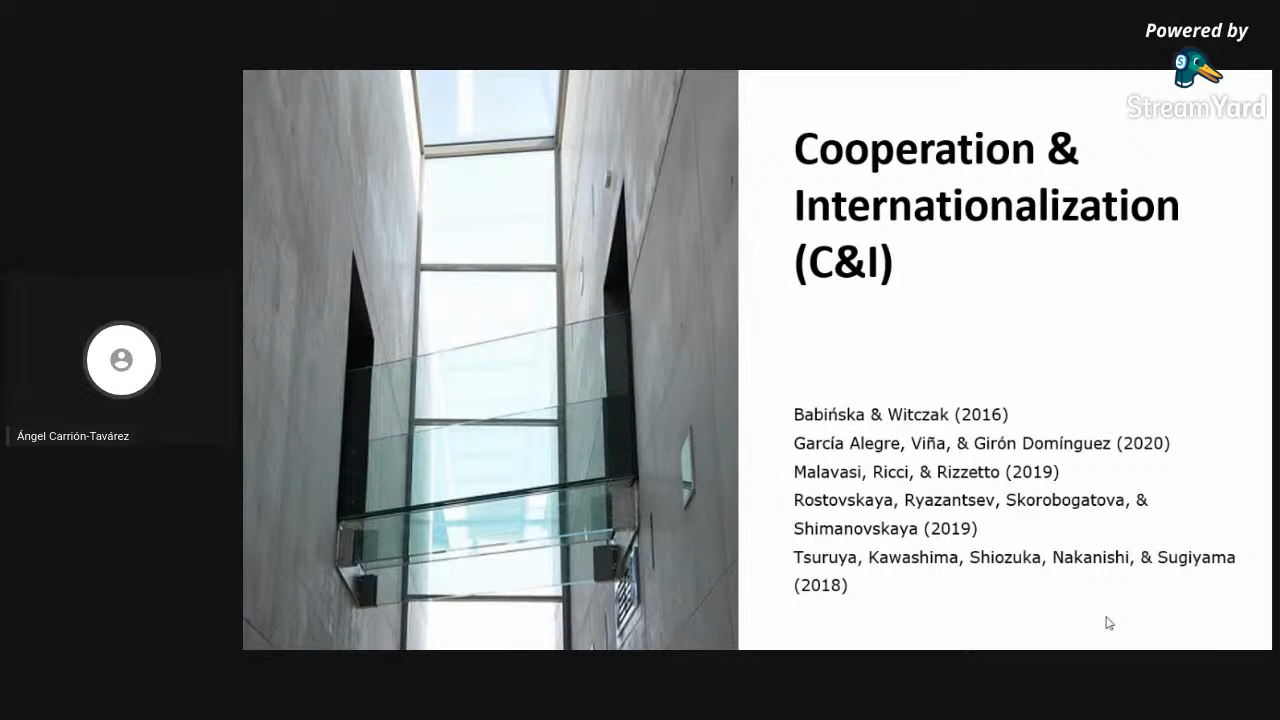 Powered by
StreamYard
Cooperation &
Internationalization
(C&I)
Babińska & Witczak (2016)
García Alegre, Viña, & Girón Domínguez (2020)
Malavasi, Ricci, & Rizzetto (2019)
Rostovskaya, Ryazantsev, Skorobogatova, &
Shimanovskaya (2019)
Tsuruya, Kawashima, Shiozuka, Nakanishi, & Sugiyama
(2018)
Ángel Carrión-Tavárez